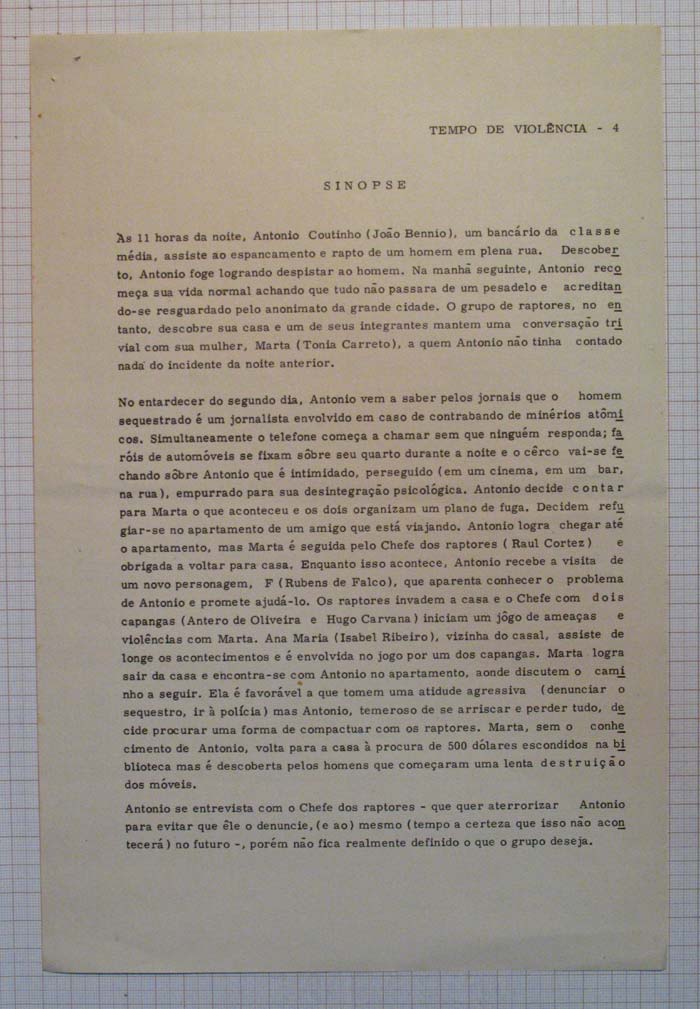 TEMPO DE VIOLÊNCIA - 4
SINOPSE
Às 11 horas da noite, Antonio Coutinho (João Bennio), um bancário da classe
média, assiste ao espancamento e rapto de um homem em plena rua. Descober
to, Antonio foge logrando despistar ao homem. Na manhã seguinte, Antonio reco
meça sua vida normal achando que tudo não passara de um pesadelo e acreditan
do-se resguardado pelo anonimato da grande cidade. O grupo de raptores, no en
tanto, descobre sua casa e um de seus integrantes mantem uma conversação tri
vial com sua mulher, Marta (Tonia Carreto), a quem Antonio não tinha contado
nada do incidente da noite anterior.
No entardecer do segundo dia, Antonio vem a saber pelos jornais que o homem
sequestrado é um jornalista envolvido em caso de contrabando de minérios atômi
cos. Simultaneamente o telefone começa a chamar sem que ninguém responda; fa
róis de automóveis se fixam sôbre seu quarto durante a noite e o cêrco vai-se fe
chando sôbre Antonio que é intimidado, perseguido (em um cinema, em um bar,
na rua), empurrado para sua desintegração psicológica. Antonio decide contar
para Marta o que aconteceu e os dois organizam um plano de fuga. Decidem refu
giar-se no apartamento de um amigo que está viajando. Antonio logra chegar até
o apartamento, mas Marta é seguida pelo Chefe dos raptores (Raul Cortez) e
obrigada a voltar para casa. Enquanto isso acontece, Antonio recebe a visita de
um novo personagem, F (Rubens de Falco), que aparenta conhecer o problema
de Antonio e promete ajudá-lo. Os raptores invadem a casa e o Chefe com dois
capangas (Antero de Oliveira e Hugo Carvana) iniciam um jôgo de ameaças e
violências com Marta. Ana Maria (Isabel Ribeiro), vizinha do casal, assiste de
longe os acontecimentos e é envolvida no jogo por um dos capangas. Marta logra
sair da casa e encontra-se com Antonio no apartamento, aonde discutem o cami
nho a seguir. Ela é favorável a que tomem uma atidude agressiva (denunciar o
sequestro, ir à polícia) mas Antonio, temeroso de se arriscar e perder tudo, de
cide procurar uma forma de compactuar com os raptores. Marta, sem o conhe
cimento de Antonio, volta para a casa à procura de 500 dólares escondidos na bi
blioteca mas é descoberta pelos homens que começaram uma lenta destruição
dos móveis.
Antonio se entrevista com o Chefe dos raptores - que quer aterrorizar Antonio
para evitar que êle o denuncie, (e ao) mesmo (tempo a certeza que isso não acon
tecerá) no futuro -, porém não fica realmente definido o que o grupo deseja.